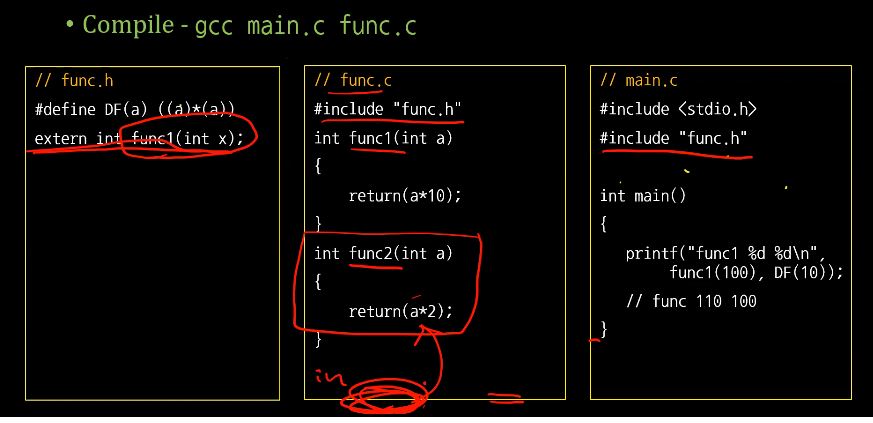 • Compile - gcc main.c func.c
// func.h
#define DF(a) ((a)*(a))
extern int func1(int x);
// func.c
#include "func.h"
int func1(int a)
{
return(a*10);
}
int func2(int a)
{
return(a*2);
}
in
// main.c
#include <stdio.h>
#include "func.h"
int main()
{
printf("func1 %d %d\n",
func1(100), DF(10));
// func 110 100
}